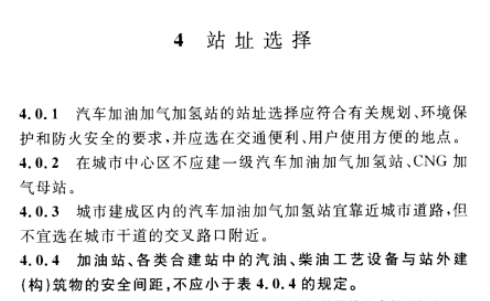 4 站址选择
4.0.1 汽车加油加气加氢站的站址选择应符合有关规划、环境保
护和防火安全的要求,并应选在交通便利、用户使用方便的地点。
4.0.2 在城市中心区不应建一级汽车加油加气加氢站、CNG 加
气母站。
4.0.3 城市建成区内的汽车加油加气加氢站宜靠近城市道路,但
不宜选在城市干道的交叉路口附近。
4.0.4 加油站、各类合建站中的汽油、柴油工艺设备与站外建
(构)筑物的安全间距,不应小于表 4.0.4 的规定。